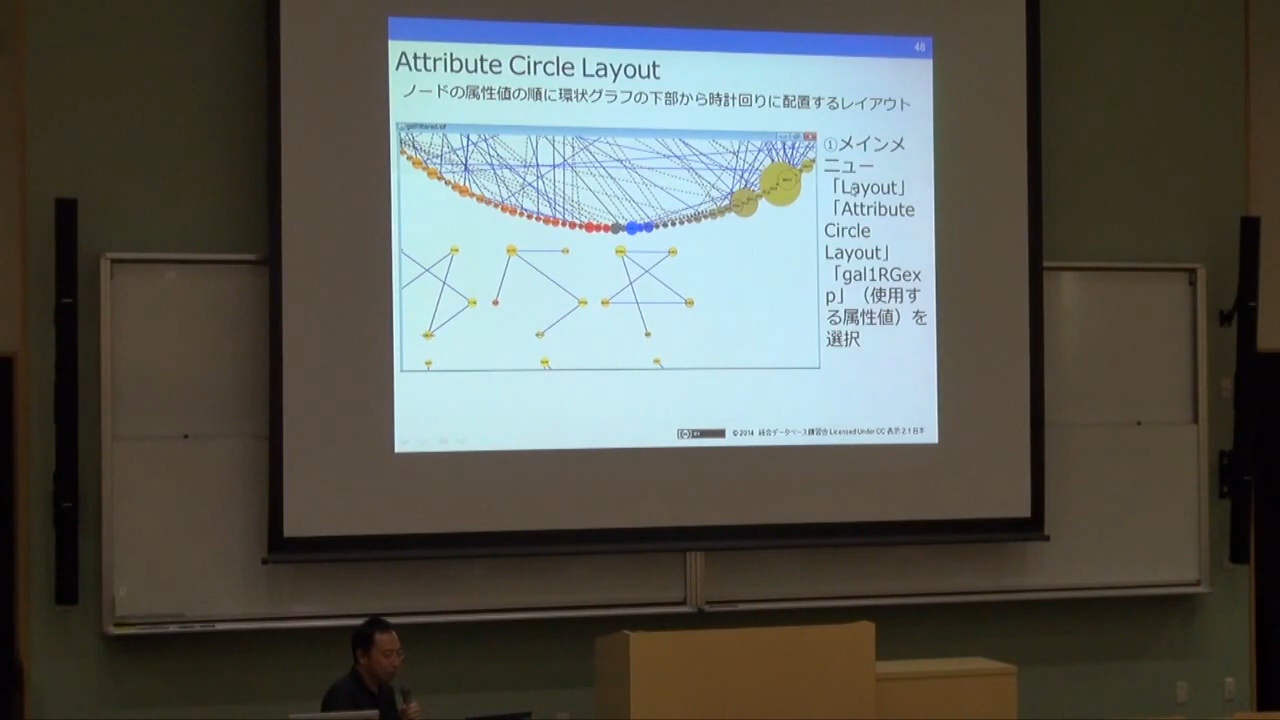 46
Attribute Circle Layout
ノードの属性値の順に環状グラフの下部から時計回りに配置するレイアウト
galFiltered.sif
①メインメ
ニュー
「Layout」
「Attribute
Circle
Layout」
「gal1RGex
p」（使用す
る属性値）を
選択
© 2014 統合データベース講習会 Licensed Under CC 表示 2.1 日本